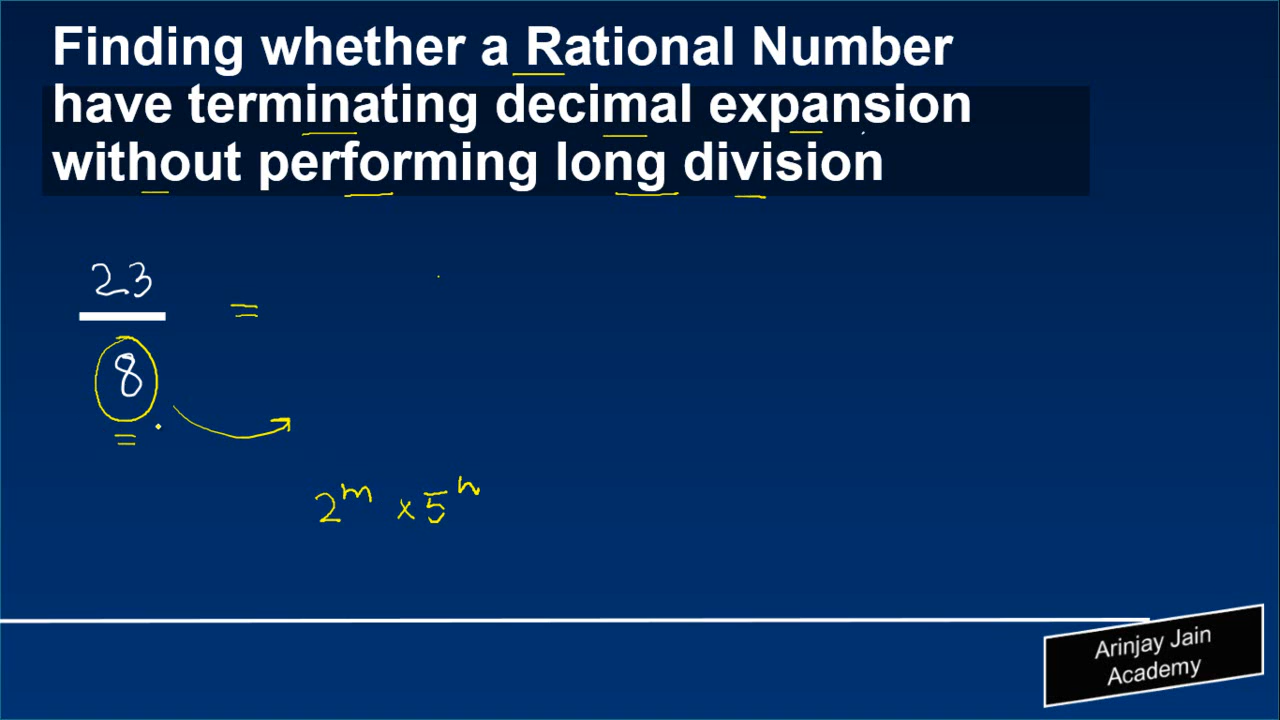 Finding whether a Rational Number
have terminating decimal expansion
without performing long division
23
=
8
=
2^m × 5^n
Arinjay Jain
Academy